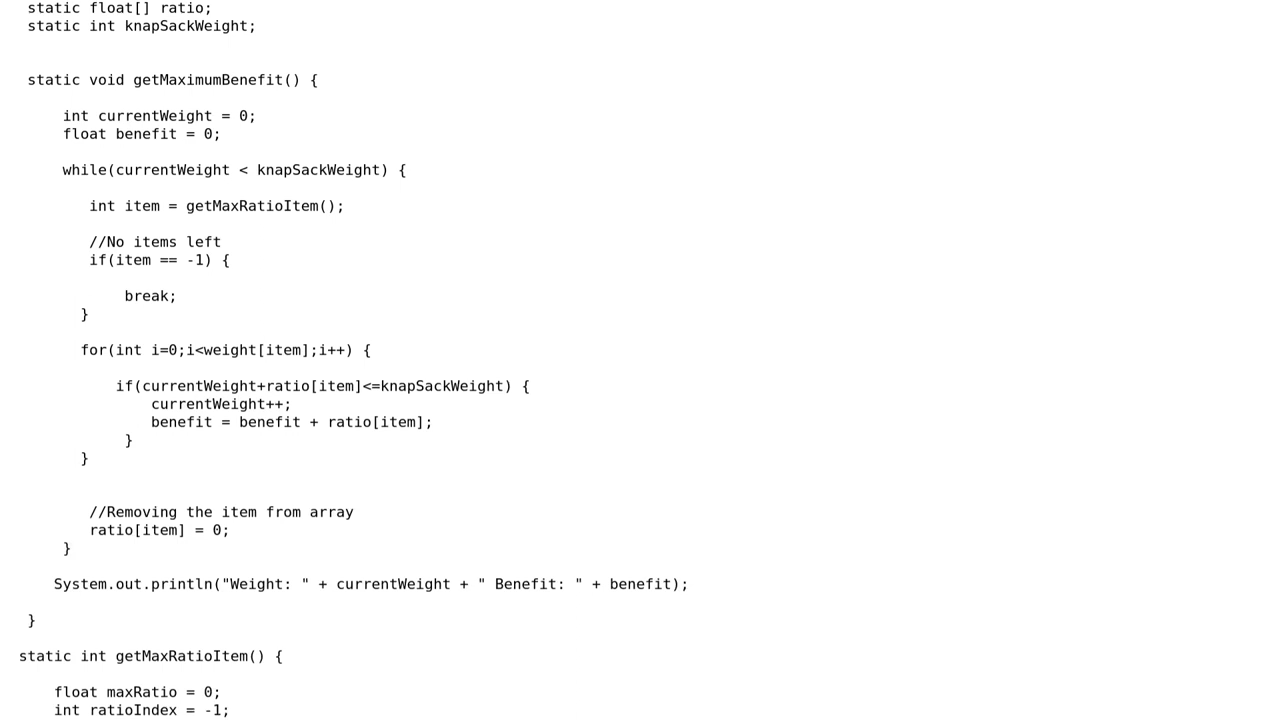 static float[] ratio;
static int knapSackWeight;
static void getMaximumBenefit() {
int currentWeight = 0;
float benefit = 0;
while(currentWeight < knapSackWeight) {
int item = getMaxRatioItem();
//No items left
if(item == -1) {
break;
}
for(int i=0;i<weight[item];i++) {
if(currentWeight+ratio[item]<=knapSackWeight) {
currentWeight++;
benefit = benefit + ratio[item];
}
}
//Removing the item from array
ratio[item] = 0;
}
System.out.println("Weight: " + currentWeight + " Benefit: " + benefit);
}
static int getMaxRatioItem() {
float maxRatio = 0;
int ratioIndex = -1;